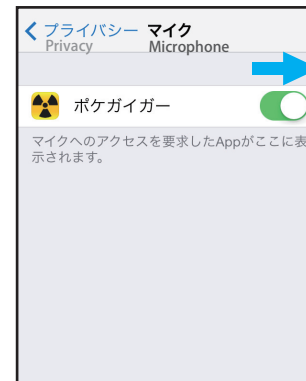 プライバシー マイク
Privacy Microphone
ポケガイガー
マイクへのアクセスを要求したAppがここに表
示されます。